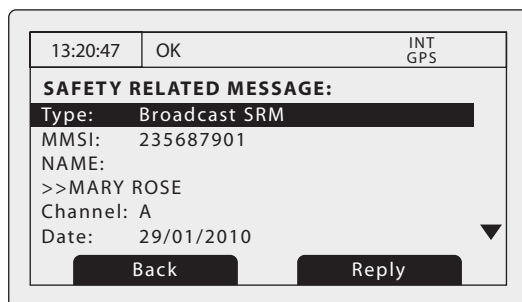 13:20:47 OK INT
GPS
SAFETY RELATED MESSAGE:
Type: Broadcast SRM
MMSI: 235687901
NAME:
>>MARY ROSE
Channel: A
Date: 29/01/2010
Back Reply